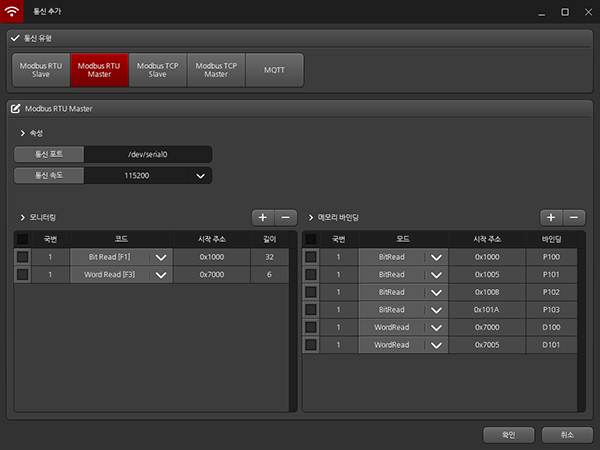 통신 추가
통신 유형
Modbus RTU Slave
Modbus RTU Master
Modbus TCP Slave
Modbus TCP Master
MQTT
Modbus RTU Master
속성
통신 포트 /dev/serial0
통신 속도 115200
모니터링
국번 코드 시작 주소 길이
1 Bit Read [F1] 0x1000 32
1 Word Read [F3] 0x7000 6
메모리 바인딩
국번 모드 시작 주소 바인딩
1 BitRead 0x1000 P100
1 BitRead 0x1005 P101
1 BitRead 0x100B P102
1 BitRead 0x101A P103
1 WordRead 0x7000 D100
1 WordRead 0x7005 D101
확인 취소